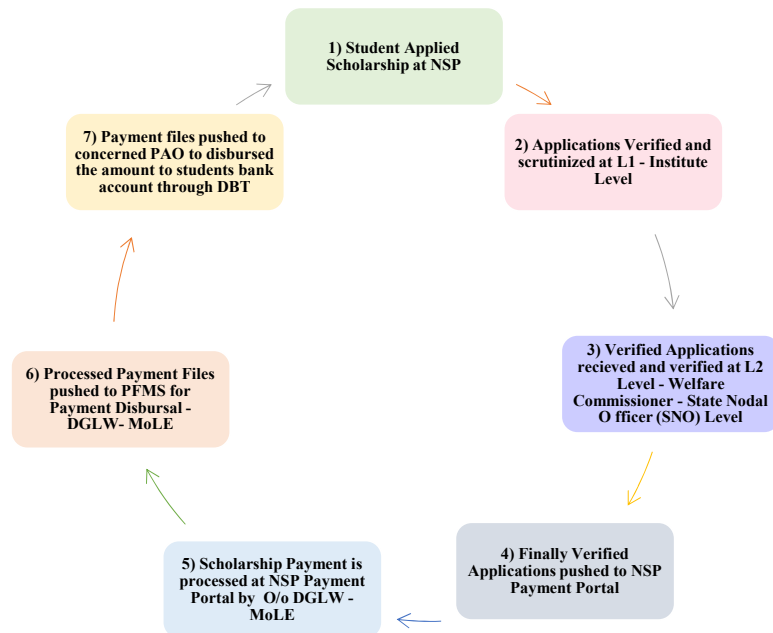 1) Student Applied
Scholarship at NSP
2) Applications Verified and
scrutinized at L1 - Institute
Level
3) Verified Applications
recieved and verified at L2
Level - Welfare
Commissioner - State Nodal
O fficer (SNO) Level
4) Finally Verified
Applications pushed to NSP
Payment Portal
5) Scholarship Payment is
processed at NSP Payment
Portal by O/o DGLW -
MoLE
6) Processed Payment Files
pushed to PFMS for
Payment Disbursal -
DGLW- MoLE
7) Payment files pushed to
concerned PAO to disbursed
the amount to students bank
account through DBT